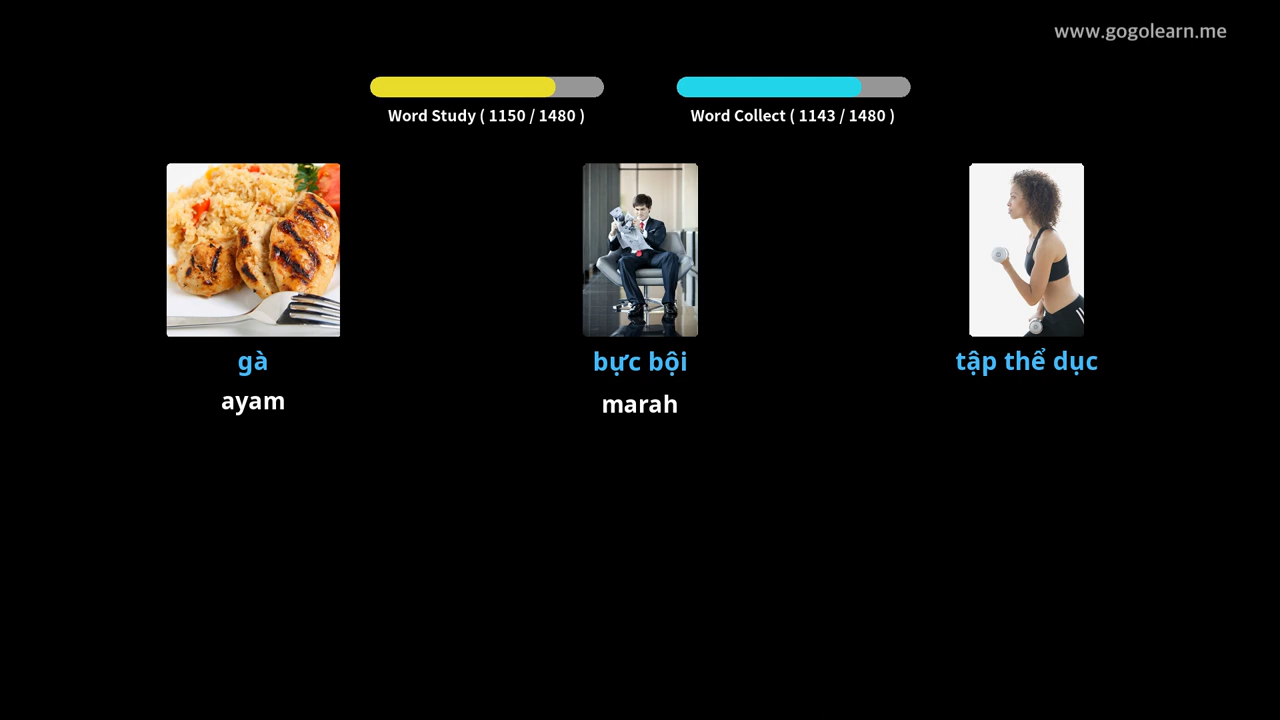 www.gogolearn.me
Word Study ( 1150 / 1480 )
Word Collect ( 1143 / 1480 )
gà
bực bội
tập thể dục
ayam
marah